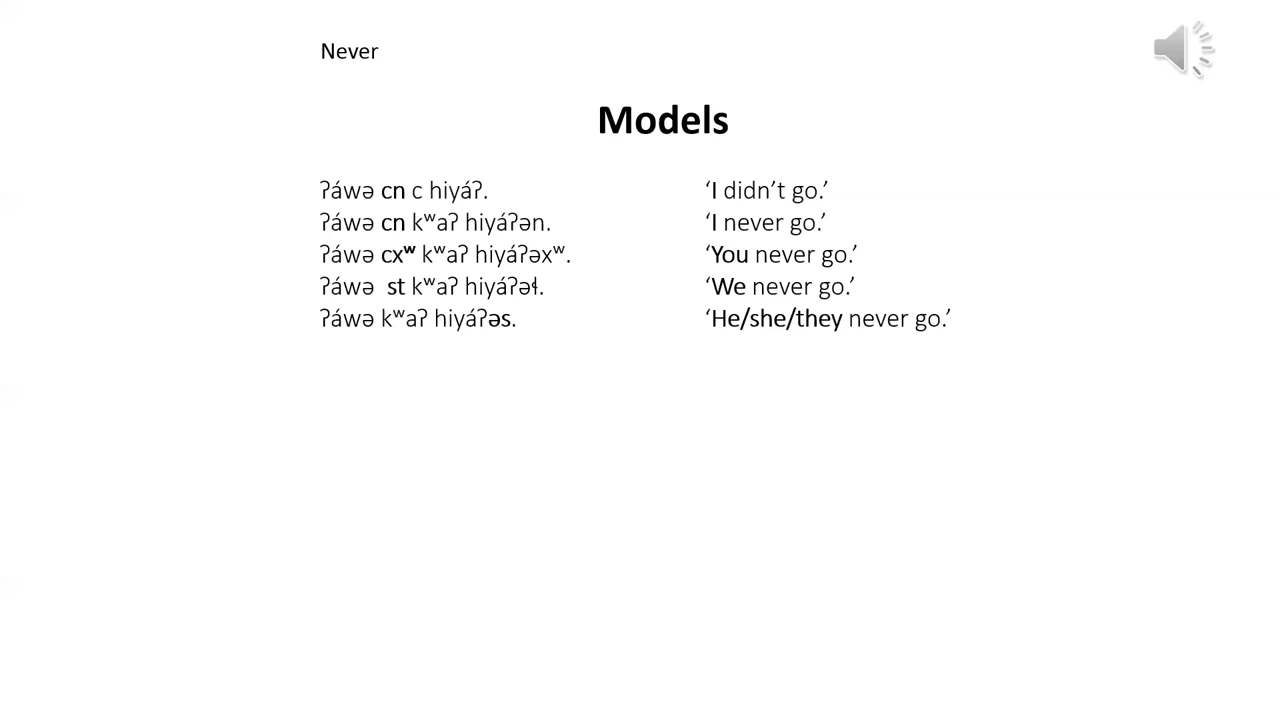 Never
Models
ʔáwə cn c hiyáʔ. ‘I didn’t go.’
ʔáwə cn kʷaʔ hiyáʔən. ‘I never go.’
ʔáwə cxʷ kʷaʔ hiyáʔəxʷ. ‘You never go.’
ʔáwə st kʷaʔ hiyáʔəɬ. ‘We never go.’
ʔáwə kʷaʔ hiyáʔəs. ‘He/she/they never go.’